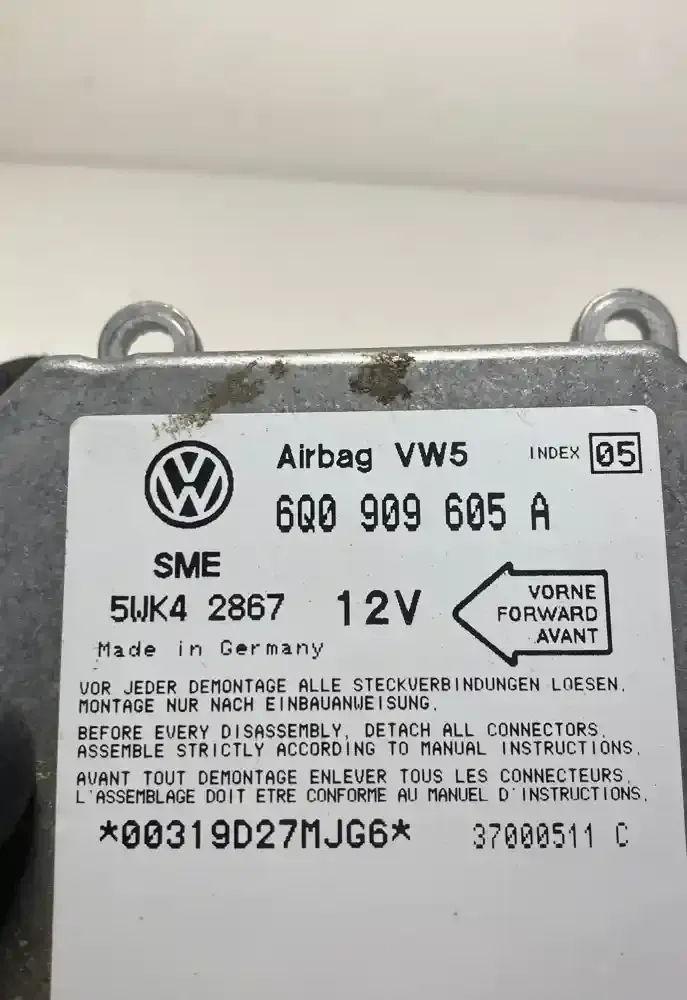 Airbag VW5 INDEX 05
6Q0 909 605 A
SME
5WK4 2867 12V
VORNE
FORWARD
AVANT
Made in Germany
VOR JEDER DEMONTAGE ALLE STECKVERBINDUNGEN LOESEN.
MONTAGE NUR NACH EINBAUANWEISUNG.
BEFORE EVERY DISASSEMBLY, DETACH ALL CONNECTORS.
ASSEMBLE STRICTLY ACCORDING TO MANUAL INSTRUCTIONS.
AVANT TOUT DEMONTAGE ENLEVER TOUS LES CONNECTEURS.
L'ASSEMBLAGE DOIT ETRE CONFORME AU MANUEL D'INSTRUCTIONS.
*00319D27MJG6* 37000511 C